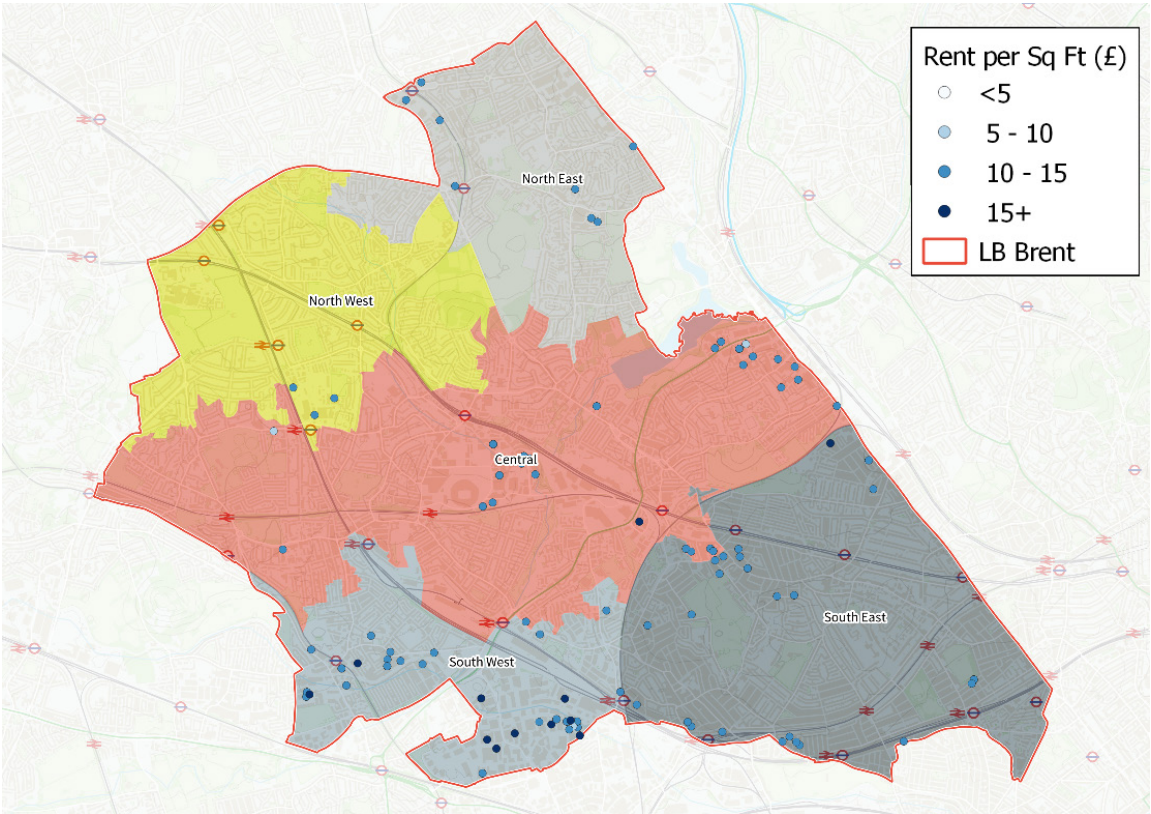 Rent per Sq Ft (£)
<5
5 - 10
10 - 15
15+
LB Brent
North East
North West
Central
South East
South West